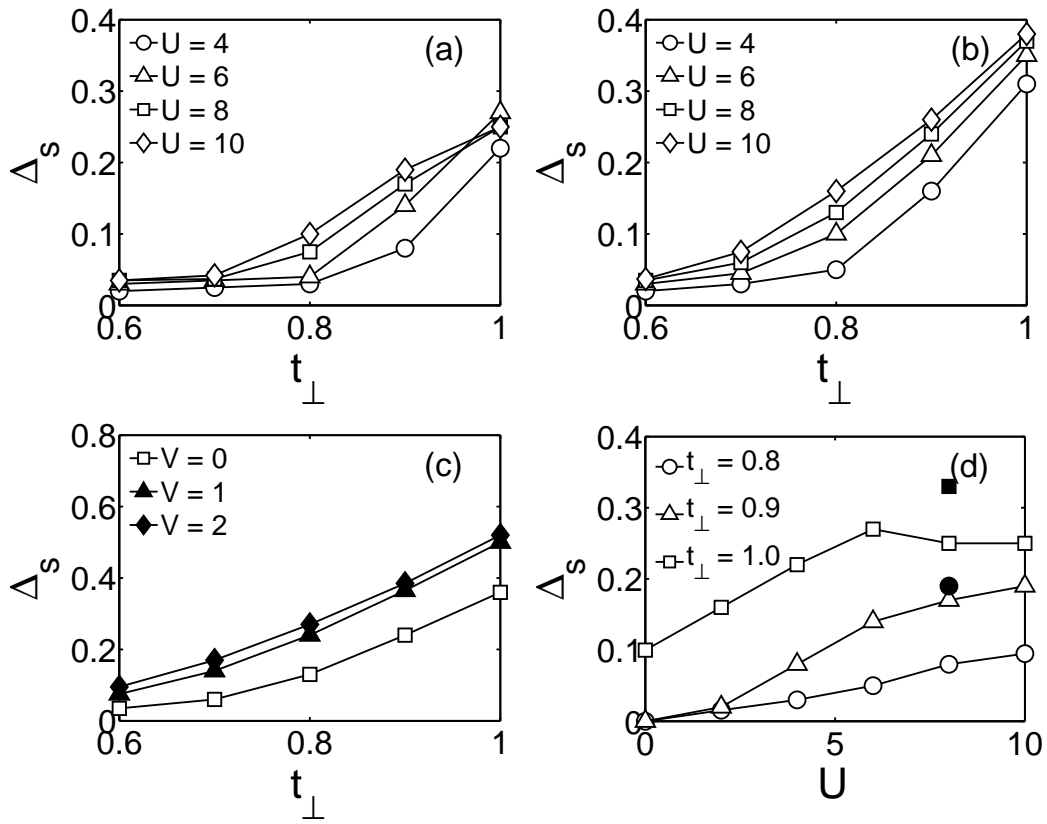 0.4
0.3
0.2
0.1
0
Δs
U = 4
U = 6
U = 8
U = 10
(a)
0.6
0.8
1
t⊥
0.4
0.3
0.2
0.1
0
Δs
U = 4
U = 6
U = 8
U = 10
(b)
0.6
0.8
1
t⊥
0.8
0.6
0.4
0.2
0
Δs
V = 0
V = 1
V = 2
(c)
0.6
0.8
1
t⊥
0.4
0.3
0.2
0.1
0
Δs
t⊥ = 0.8
t⊥ = 0.9
t⊥ = 1.0
(d)
0
5
10
U